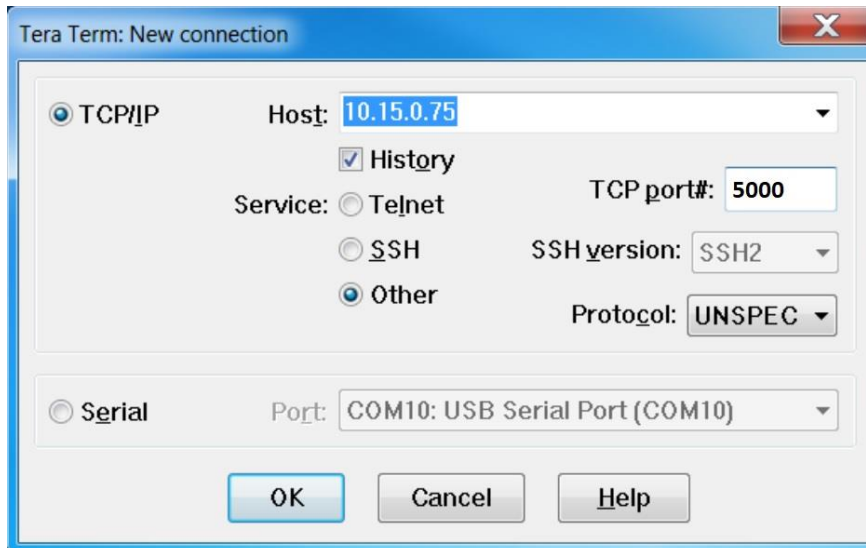 Tera Term: New connection
TCP/IP Host: 10.15.0.75
History
Service: Telnet TCP port#: 5000
SSH SSH version: SSH2
Other Protocol: UNSPEC
Serial Port: COM10: USB Serial Port (COM10)
OK Cancel Help